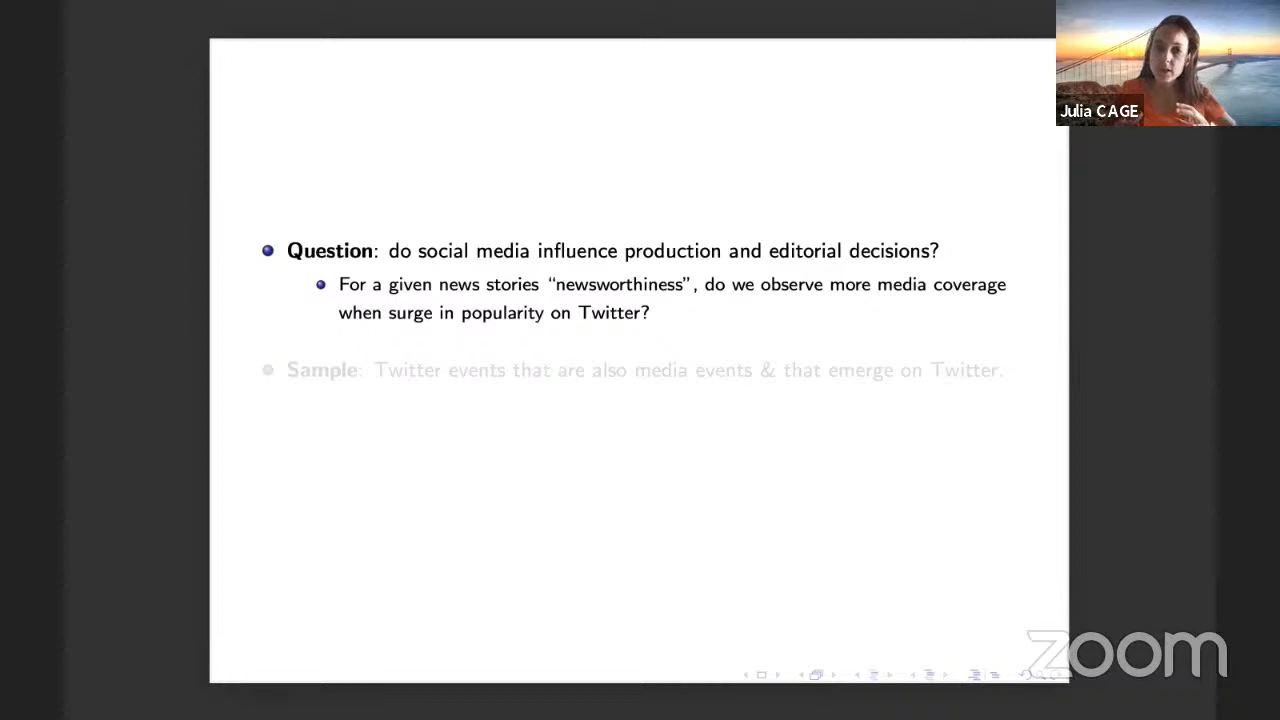 Julia CAGE
Question: do social media influence production and editorial decisions?
For a given news stories “newsworthiness”, do we observe more media coverage
when surge in popularity on Twitter?
Sample: Twitter events that are also media events & that emerge on Twitter.
zoom